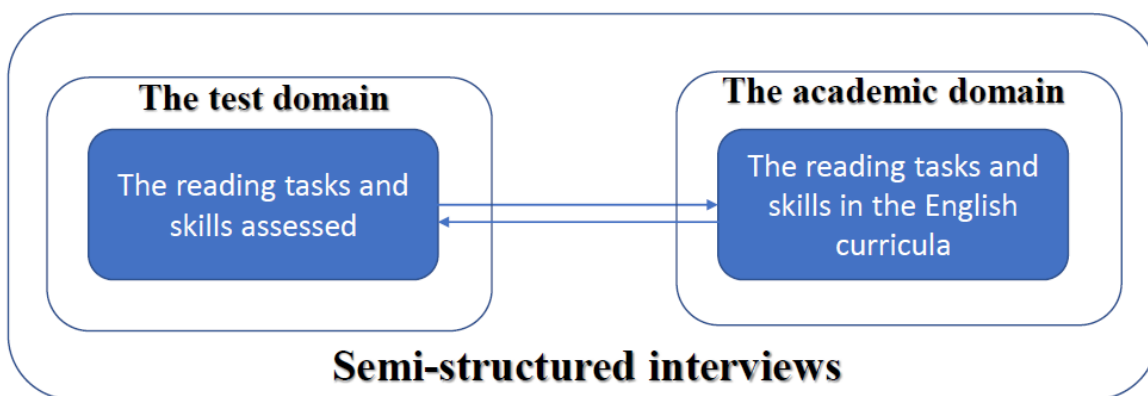 The test domain
The reading tasks and
skills assessed
The academic domain
The reading tasks and
skills in the English
curricula
Semi-structured interviews